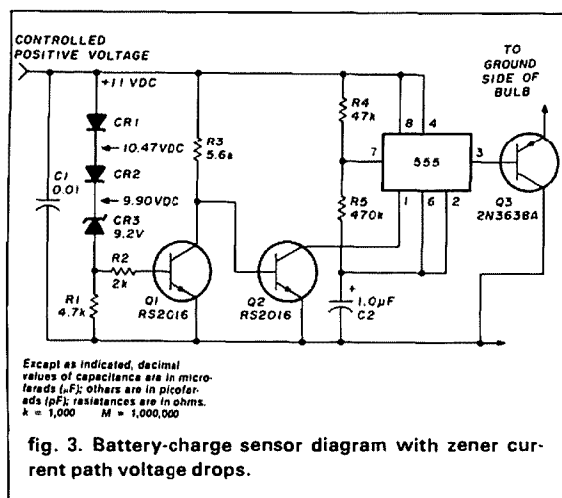 CONTROLLED
POSITIVE VOLTAGE
+11 VDC
CR1
10.47VDC
CR2
9.90VDC
CR3
9.2V
C1
0.01
R1
4.7k
R2
2k
R3
5.6k
Q1
RS2016
Q2
RS2016
R4
47k
R5
470k
+
1.0µF
C2
8
4
7
555
3
1
6
2
TO
GROUND
SIDE OF
BULB
Q3
2N3638A
Except as indicated, decimal
values of capacitance are in micro-
farads (µF); others are in picofar-
ads (pF); resistances are in ohms.
k = 1,000 M = 1,000,000
fig. 3. Battery-charge sensor diagram with zener cur-
rent path voltage drops.